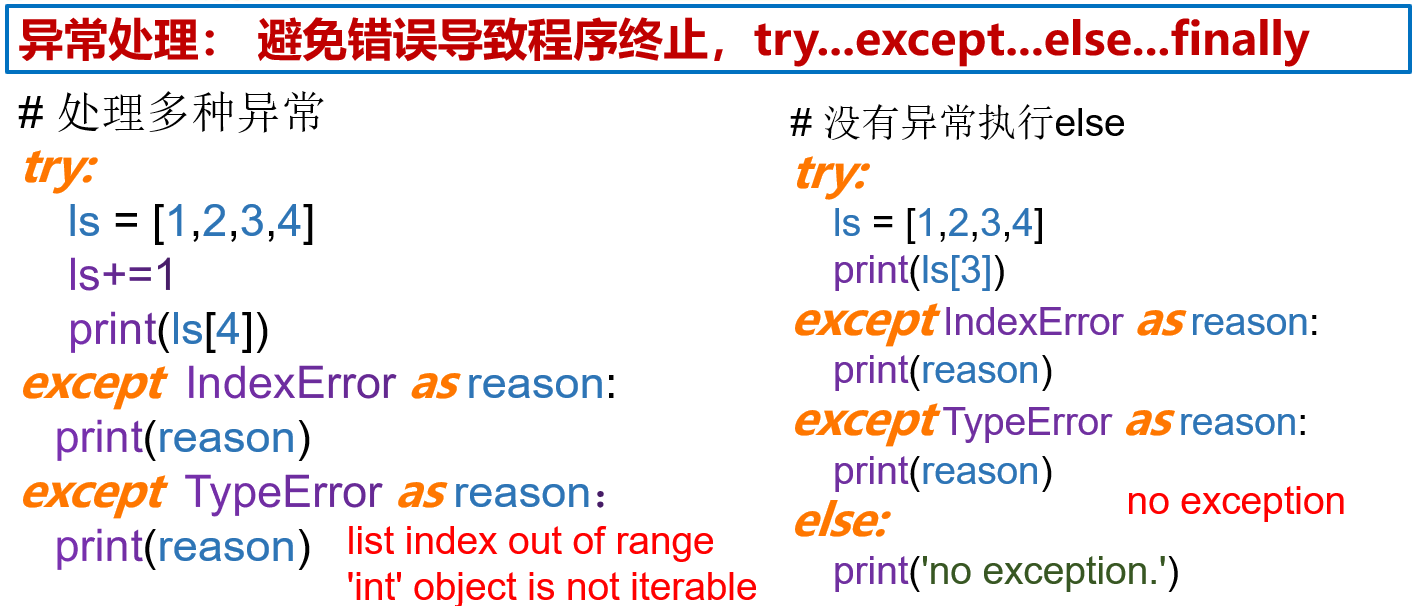 异常处理： 避免错误导致程序终止，try...except...else...finally
# 处理多种异常
try:
ls = [1,2,3,4]
ls+=1
print(ls[4])
except IndexError as reason:
print(reason)
except TypeError as reason：
print(reason)
list index out of range
'int' object is not iterable
# 没有异常执行else
try:
ls = [1,2,3,4]
print(ls[3])
except IndexError as reason:
print(reason)
except TypeError as reason:
print(reason)
no exception
else:
print('no exception.')